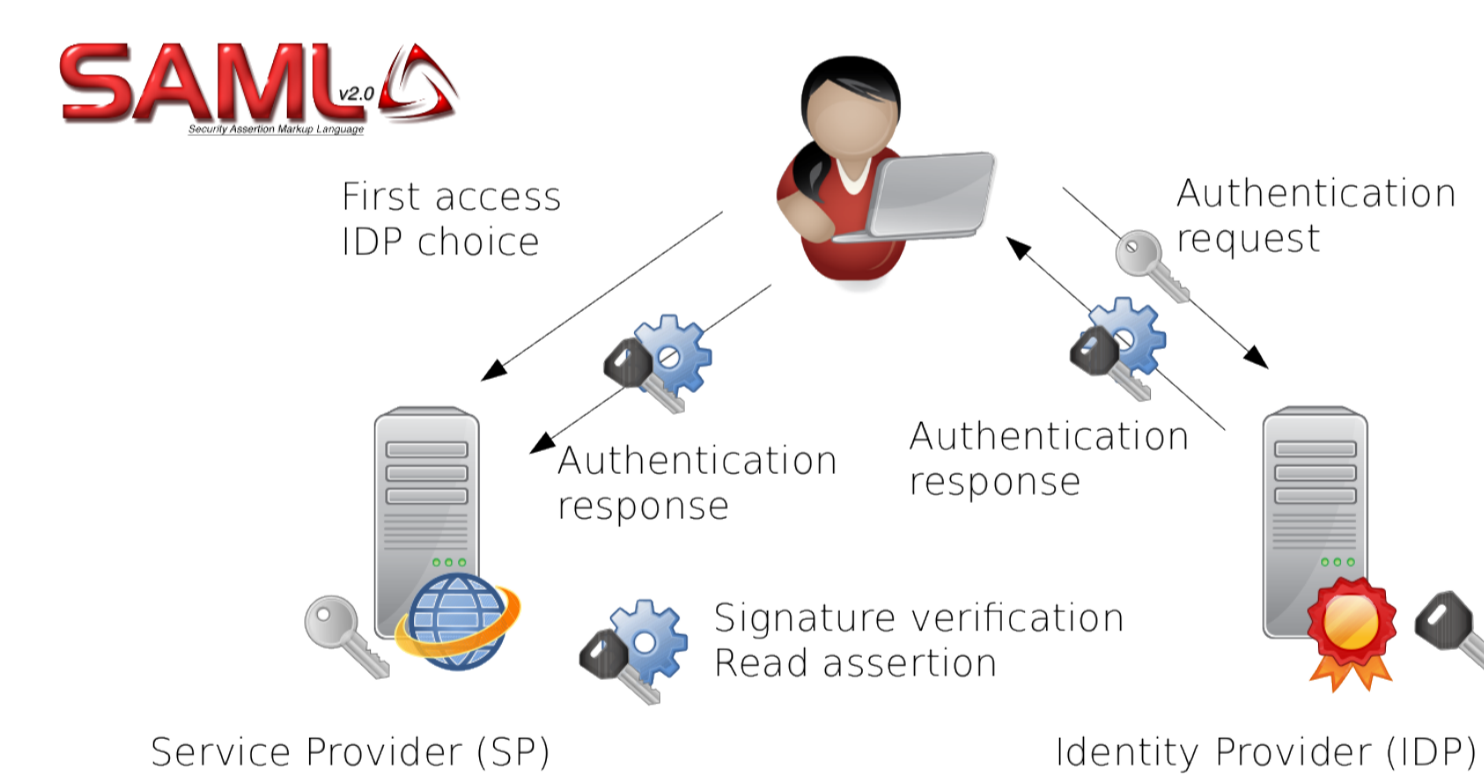 SAML v2.0
Security Assertion Markup Language
First access
IDP choice
Authentication
request
Authentication
response
Authentication
response
Signature verification
Read assertion
Service Provider (SP)
Identity Provider (IDP)